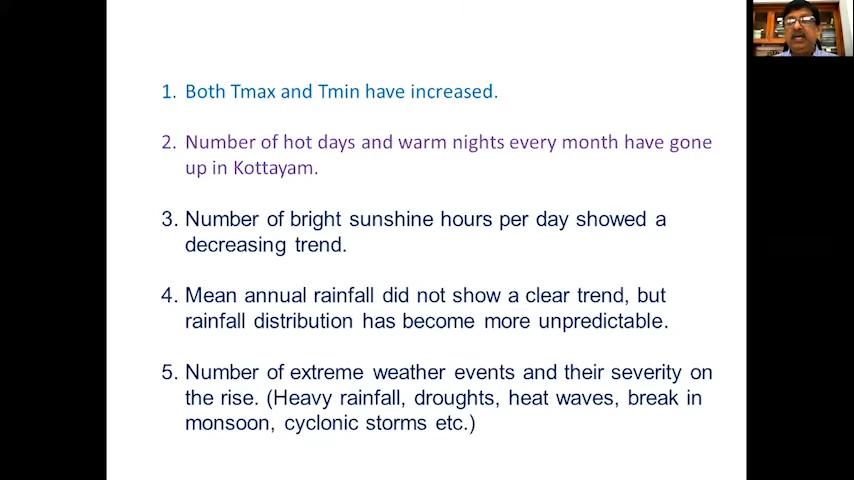 1. Both Tmax and Tmin have increased.
2. Number of hot days and warm nights every month have gone
up in Kottayam.
3. Number of bright sunshine hours per day showed a
decreasing trend.
4. Mean annual rainfall did not show a clear trend, but
rainfall distribution has become more unpredictable.
5. Number of extreme weather events and their severity on
the rise. (Heavy rainfall, droughts, heat waves, break in
monsoon, cyclonic storms etc.)